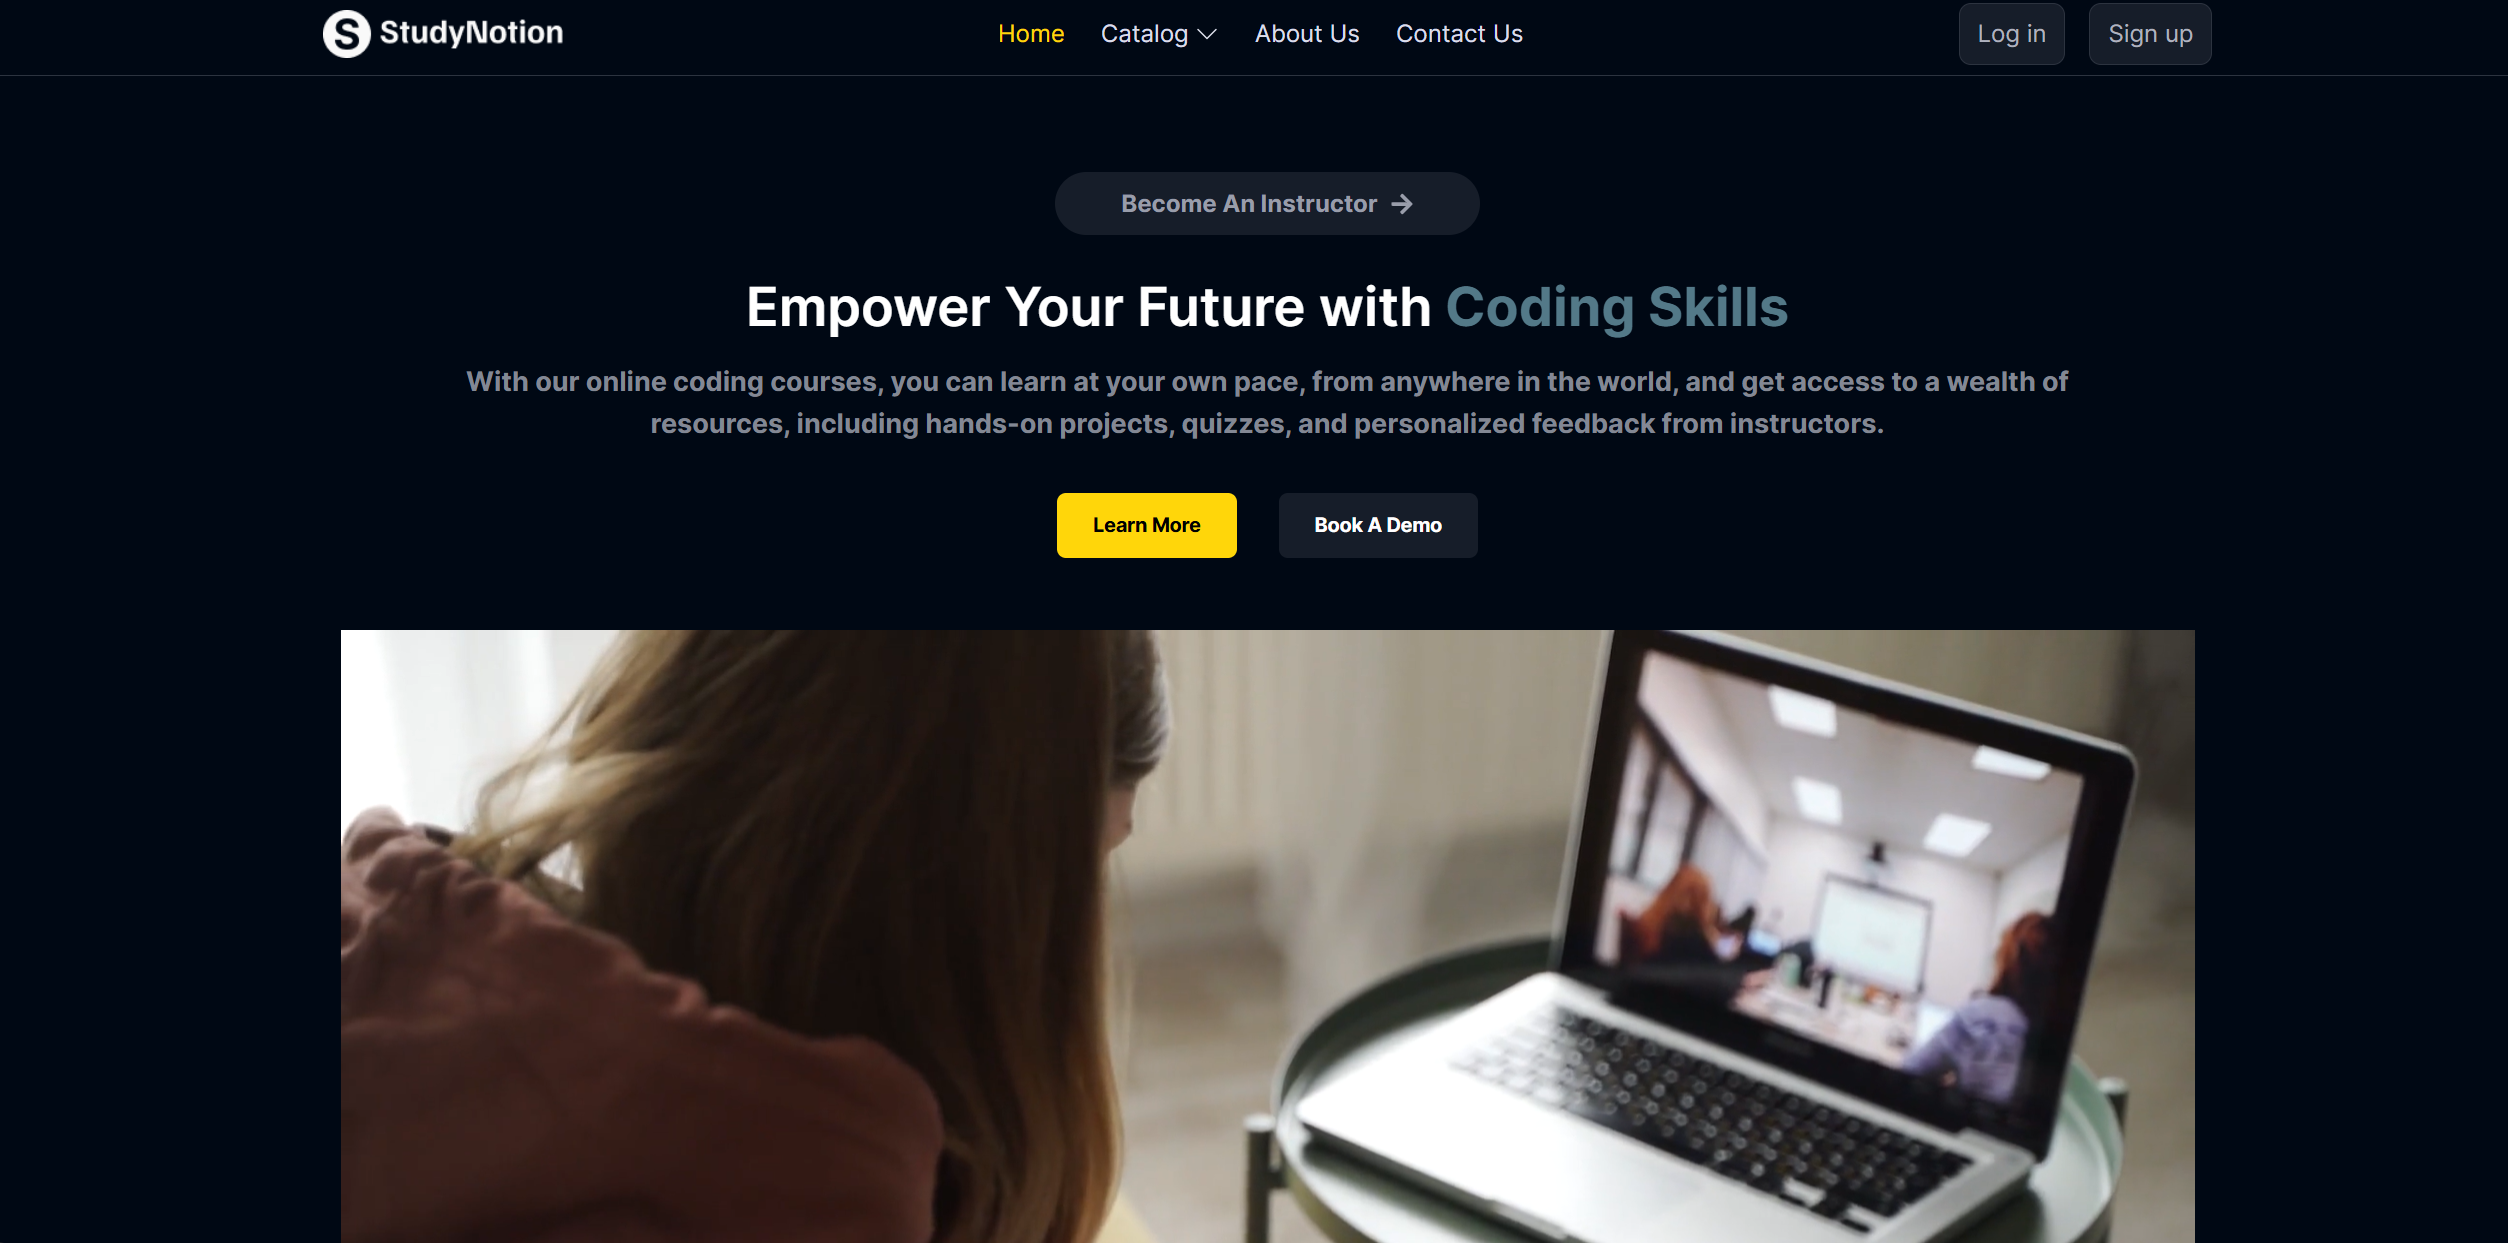 StudyNotion
Home Catalog About Us Contact Us
Log in Sign up
Become An Instructor
Empower Your Future with Coding Skills
With our online coding courses, you can learn at your own pace, from anywhere in the world, and get access to a wealth of
resources, including hands-on projects, quizzes, and personalized feedback from instructors.
Learn More Book A Demo